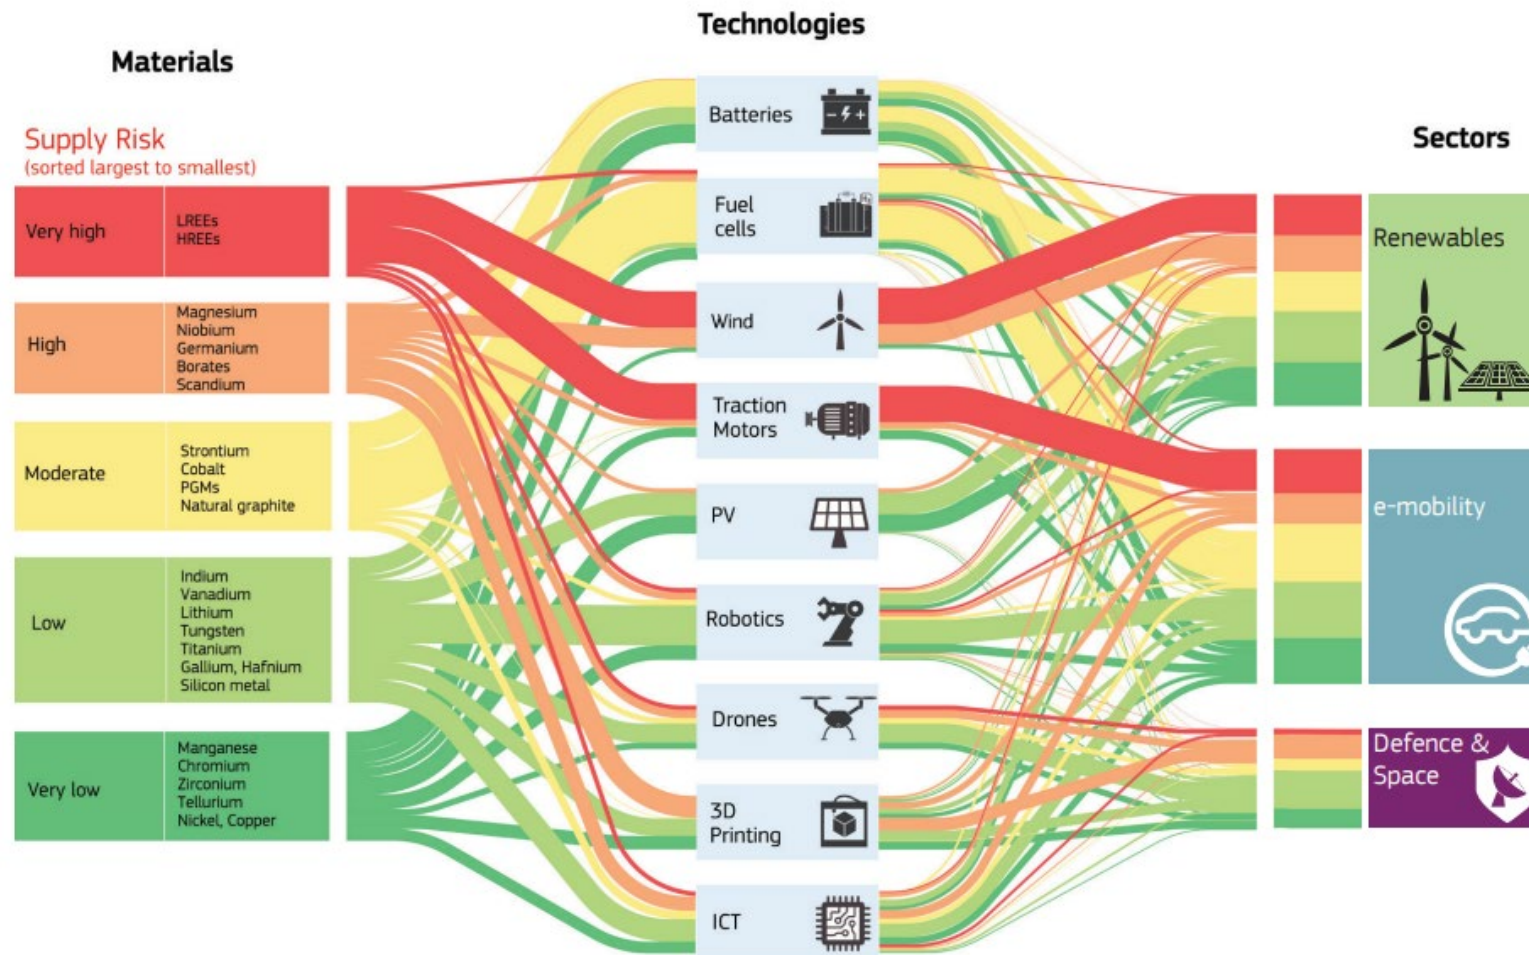 Technologies
Materials
Sectors
Supply Risk
(sorted largest to smallest)
Very high
LREEs
HREEs
High
Magnesium
Niobium
Germanium
Borates
Scandium
Moderate
Strontium
Cobalt
PGMs
Natural graphite
Low
Indium
Vanadium
Lithium
Tungsten
Titanium
Gallium, Hafnium
Silicon metal
Very low
Manganese
Chromium
Zirconium
Tellurium
Nickel, Copper
Batteries
Fuel
cells
Wind
Traction
Motors
PV
Robotics
Drones
3D
Printing
ICT
Renewables
e-mobility
Defence &
Space